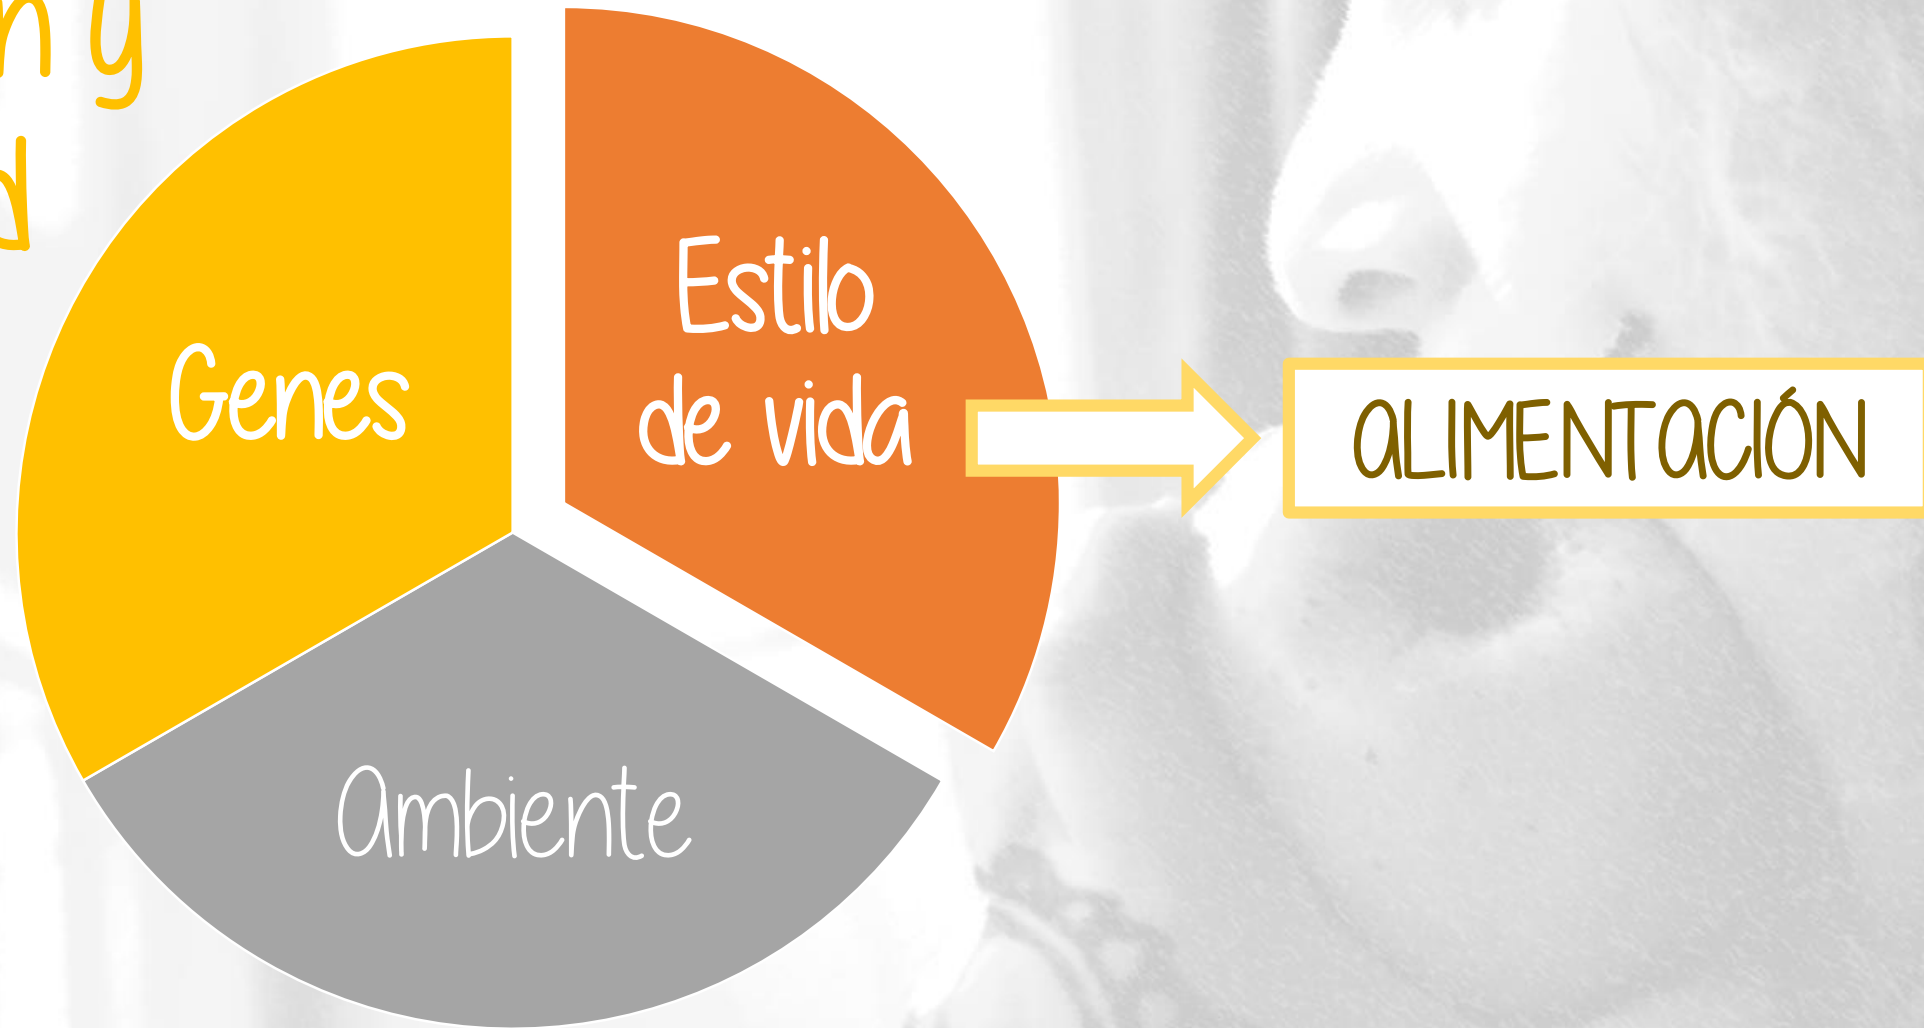 y
Estilo
de vida
Genes
ALIMENTACIÓN
Ambiente